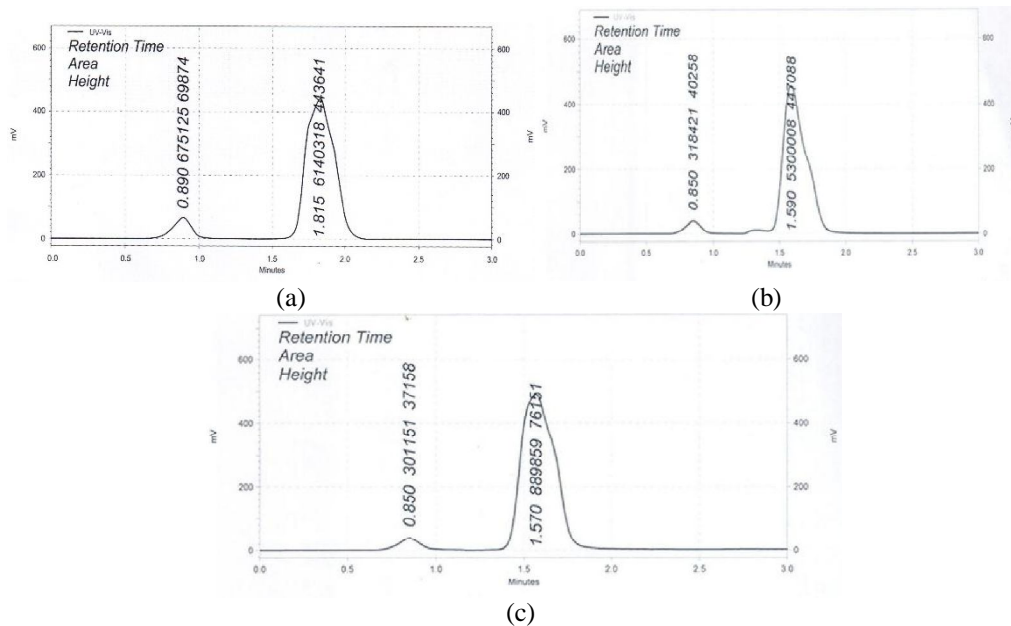 UV-Vis
Retention Time
Area
Height
0.890 675125 69874
1.815 6140318 443641
mV
600
400
200
0
600
400
200
0
0.0 0.5 1.0 1.5 2.0 2.5 3.0
Minutes
(a)
UV-Vis
Retention Time
Area
Height
0.850 318421 40258
1.590 5300008 447088
mV
600
400
200
0
600
400
200
0
0.0 0.5 1.0 1.5 2.0 2.5 3.0
Minutes
(b)
UV-Vis
Retention Time
Area
Height
0.850 301151 37158
1.570 889859 76151
mV
600
400
200
0
600
400
200
0
mV
0.0 0.5 1.0 1.5 2.0 2.5 3.0
Minutes
(c)